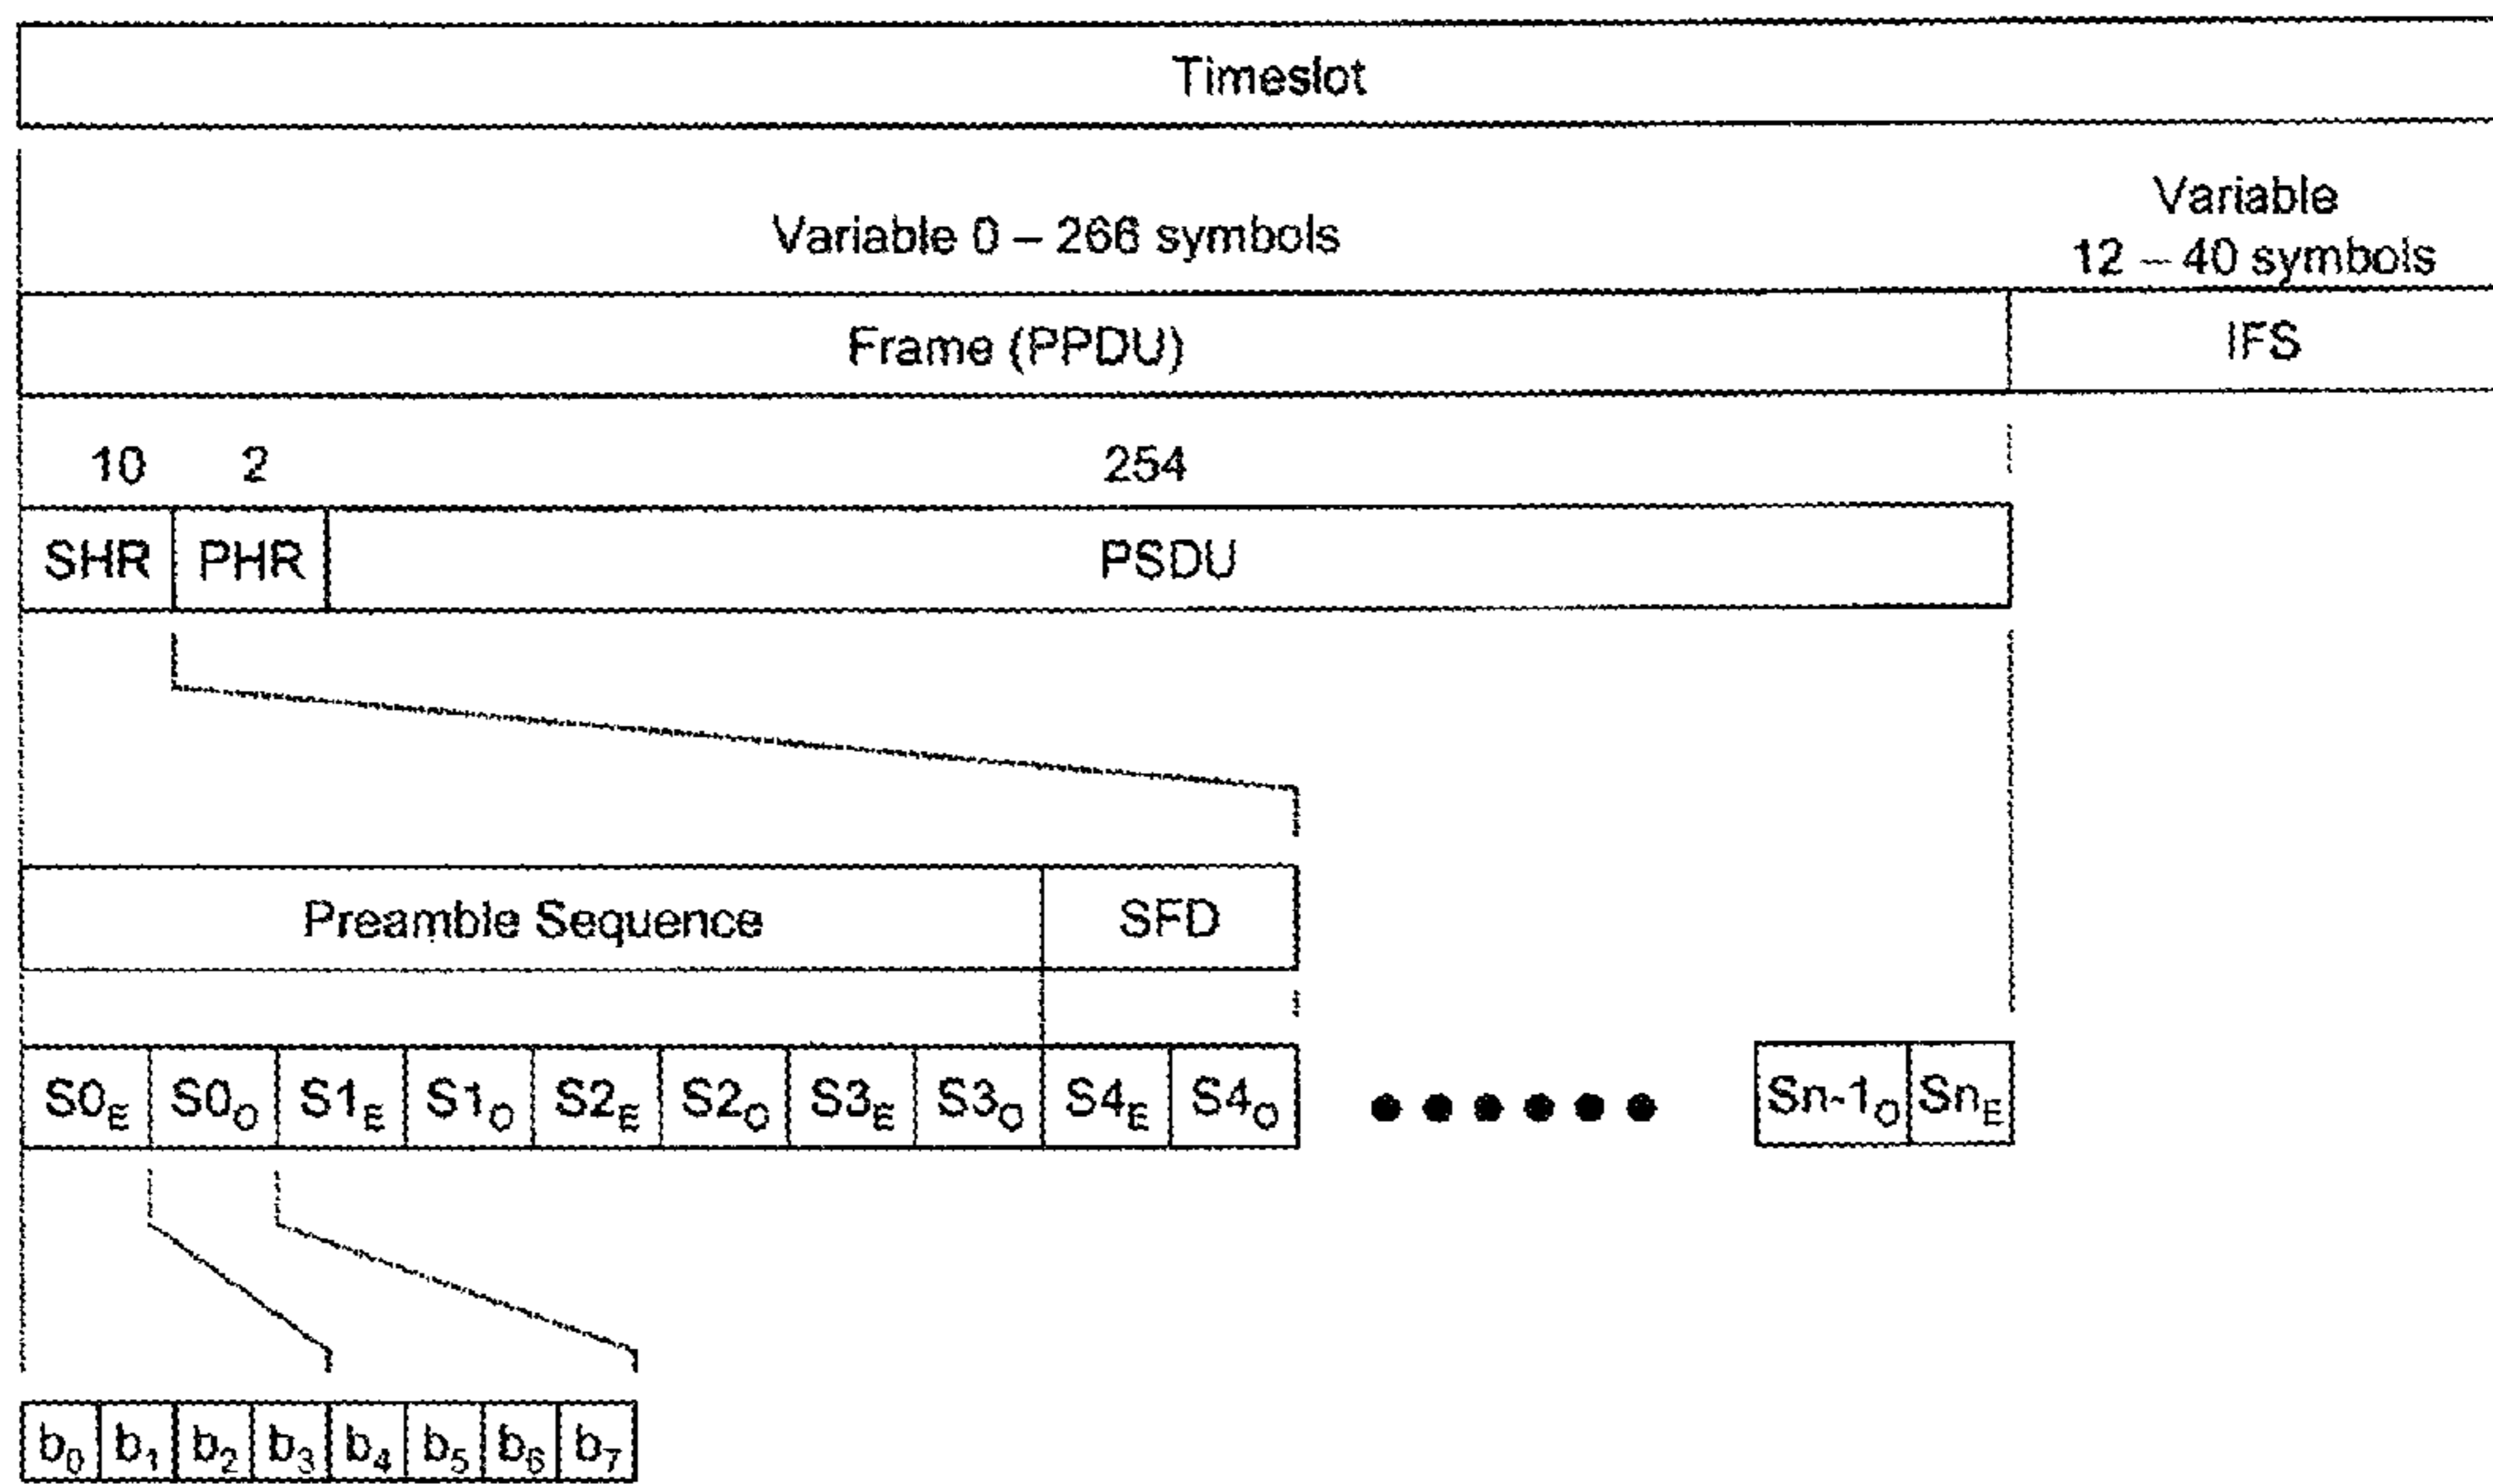 Timeslot
Variable 0 – 266 symbols
Variable
12 – 40 symbols
Frame (PPDU) IFS
10 2 254
SHR PHR PSDU
Preamble Sequence SFD
S0E S0O S1E S1O S2E S2O S3E S3O S4E S4O •••••• Sn-1O SnE
b0 b1 b2 b3 b4 b5 b6 b7